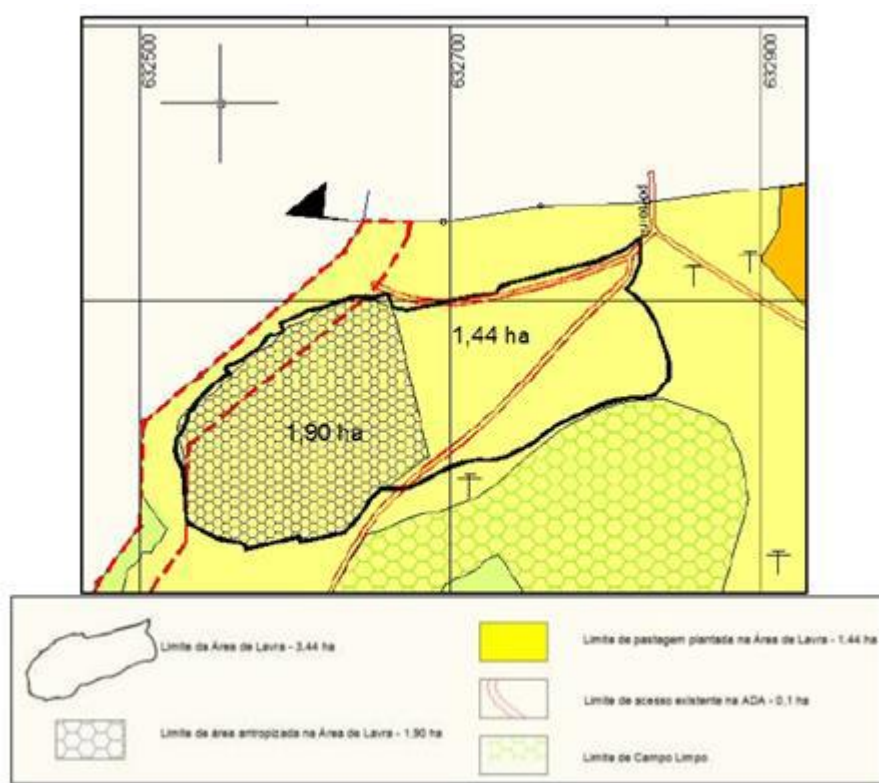 632500
632700
632900
1,44 ha
1,90 ha
Limite da Área de Lavra - 3,44 ha
Limite de área antropizada na Área de Lavra - 1,90 ha
Limite de pastagem plantada na Área de Lavra - 1,44 ha
Limite de acesso existente na ADA - 0,1 ha
Limite de Campo Limpo